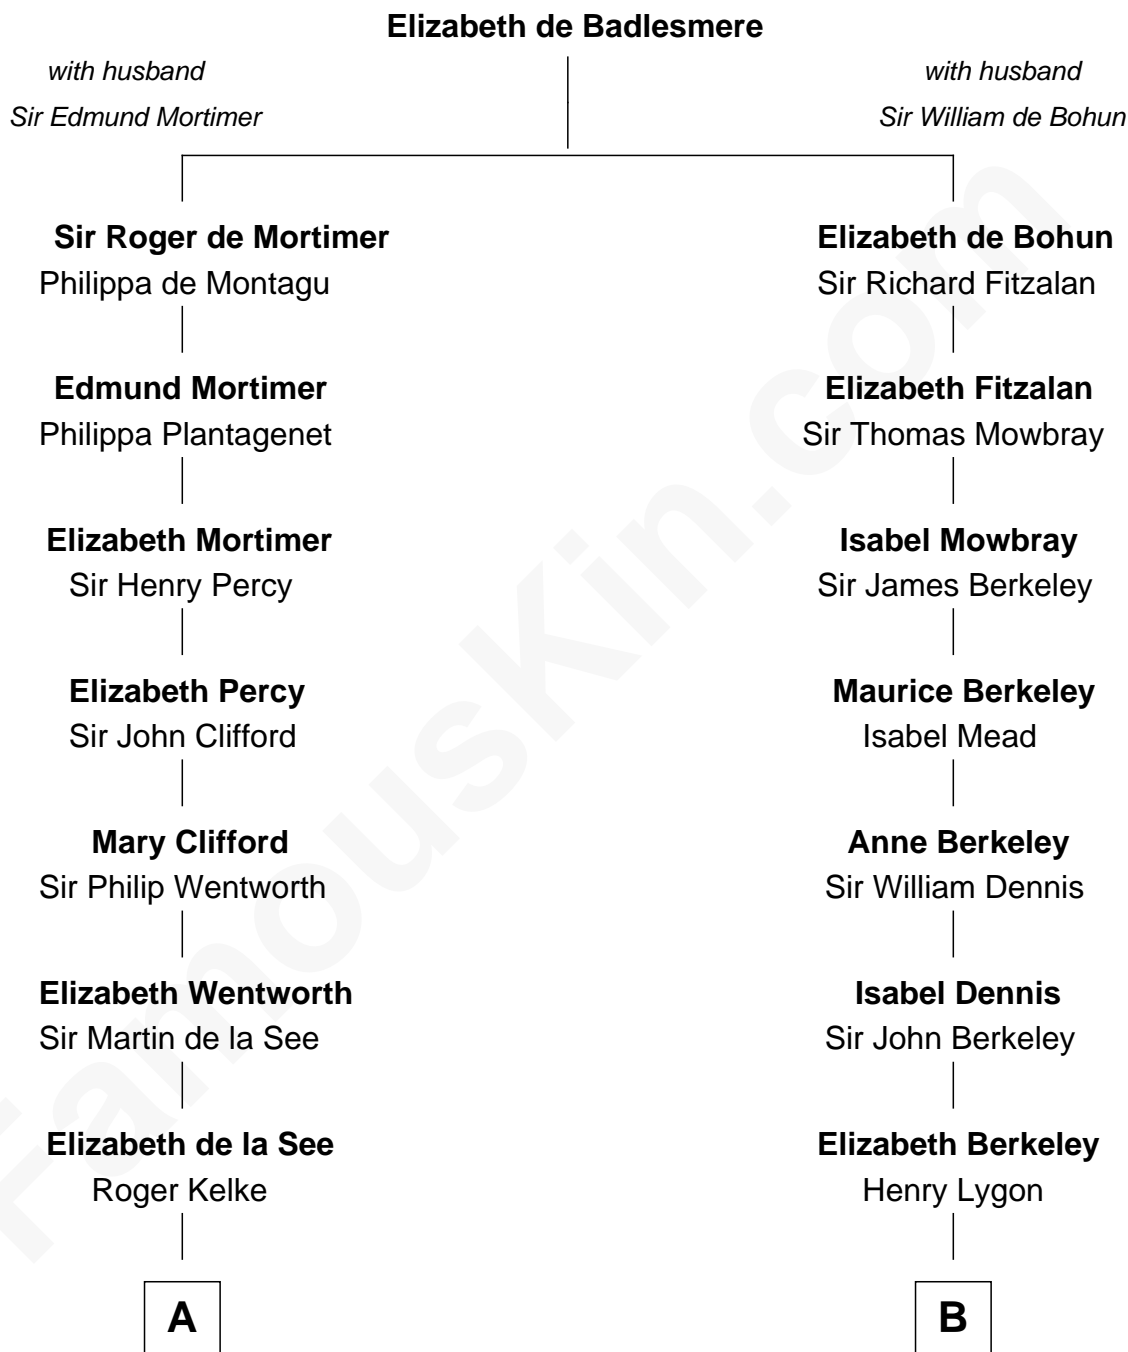 Elizabeth de Badlesmere
with husband
Sir Edmund Mortimer
with husband
Sir William de Bohun
Sir Roger de Mortimer
Philippa de Montagu
Elizabeth de Bohun
Sir Richard Fitzalan
Edmund Mortimer
Philippa Plantagenet
Elizabeth Fitzalan
Sir Thomas Mowbray
Elizabeth Mortimer
Sir Henry Percy
Isabel Mowbray
Sir James Berkeley
Elizabeth Percy
Sir John Clifford
Maurice Berkeley
Isabel Mead
Mary Clifford
Sir Philip Wentworth
Anne Berkeley
Sir William Dennis
Elizabeth Wentworth
Sir Martin de la See
Isabel Dennis
Sir John Berkeley
Elizabeth de la See
Roger Kelke
Elizabeth Berkeley
Henry Lygon
A
B
FamousKin.com